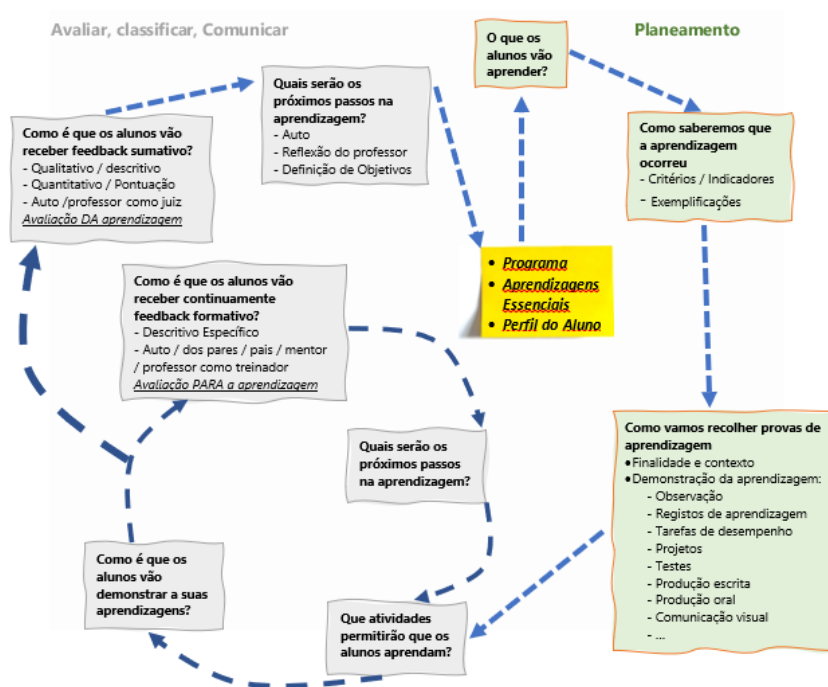 Avaliar, classificar, Comunicar
Planeamento
O que os
alunos vão
aprender?
Como saberemos que
a aprendizagem
ocorreu
- Critérios / Indicadores
- Exemplificações
Como vamos recolher provas de
aprendizagem
•Finalidade e contexto
•Demonstração da aprendizagem:
- Observação
- Registos de aprendizagem
- Tarefas de desempenho
- Projetos
- Testes
- Produção escrita
- Produção oral
- Comunicação visual
- ...
Que atividades
permitirão que os
alunos aprendam?
Como é que os
alunos vão
demonstrar a suas
aprendizagens?
Como é que os alunos vão
receber continuamente
feedback formativo?
- Descritivo Específico
- Auto / dos pares / pais / mentor
/ professor como treinador
Avaliação PARA a aprendizagem
Quais serão os
próximos passos
na aprendizagem?
Como é que os alunos vão
receber feedback sumativo?
- Qualitativo / descritivo
- Quantitativo / Pontuação
- Auto /professor como juiz
Avaliação DA aprendizagem
Quais serão os
próximos passos na
aprendizagem?
- Auto
- Reflexão do professor
- Definição de Objetivos
• Programa
• Aprendizagens
Essenciais
• Perfil do Aluno